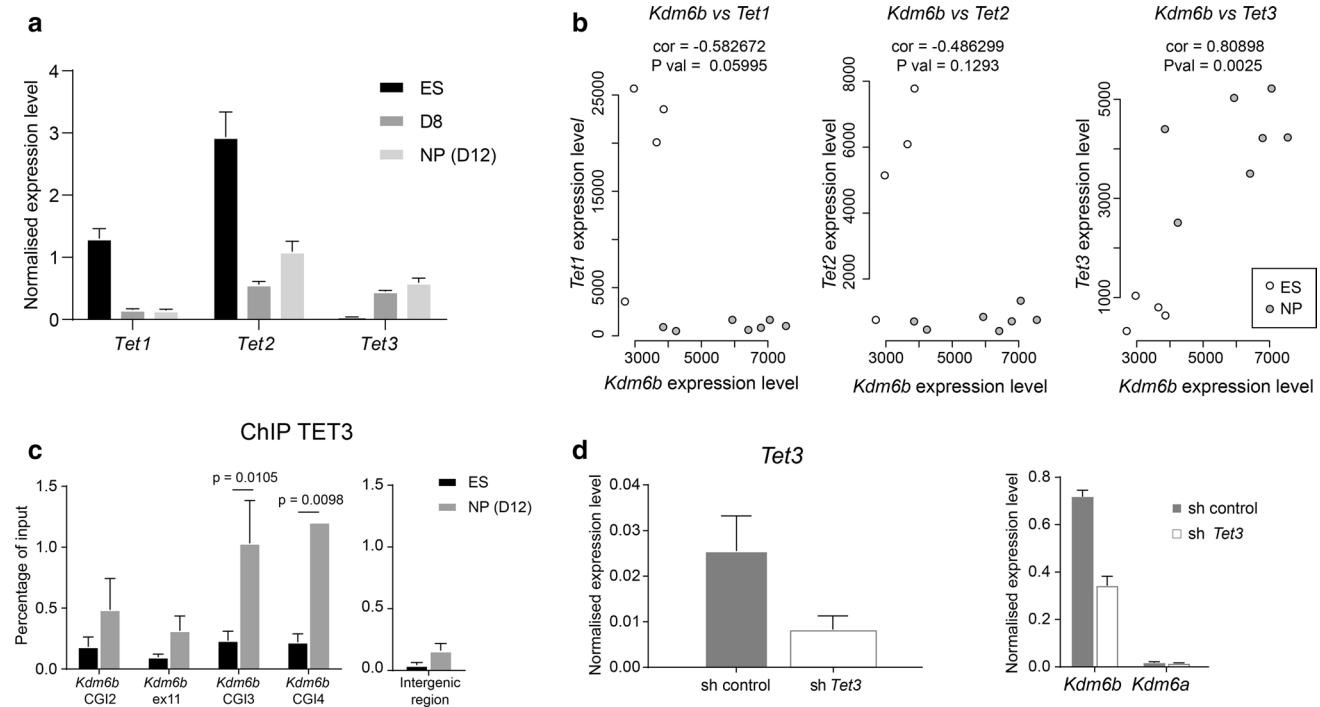 a
Normalised expression level
4
3
2
1
0
ES
D8
NP (D12)
Tet1
Tet2
Tet3
b
Kdm6b vs Tet1
cor = -0.582672
P val = 0.05995
Tet1 expression level
25000
15000
5000
0
3000
5000
7000
Kdm6b expression level
Kdm6b vs Tet2
cor = -0.486299
P val = 0.1293
Tet2 expression level
8000
6000
4000
2000
3000
5000
7000
Kdm6b expression level
Kdm6b vs Tet3
cor = 0.80898
Pval = 0.0025
Tet3 expression level
5000
3000
1000
ES
NP
3000
5000
7000
Kdm6b expression level
c
ChIP TET3
Percentage of input
1.5
1.0
0.5
0.0
p = 0.0105
p = 0.0098
Kdm6b
CGI2
Kdm6b
ex11
Kdm6b
CGI3
Kdm6b
CGI4
1.5
1.0
0.5
0.0
ES
NP (D12)
Intergenic
region
d
Tet3
Normalised expression level
0.04
0.03
0.02
0.01
0.00
sh control
sh Tet3
Normalised expression level
0.8
0.6
0.4
0.2
0.0
sh control
sh Tet3
Kdm6b
Kdm6a